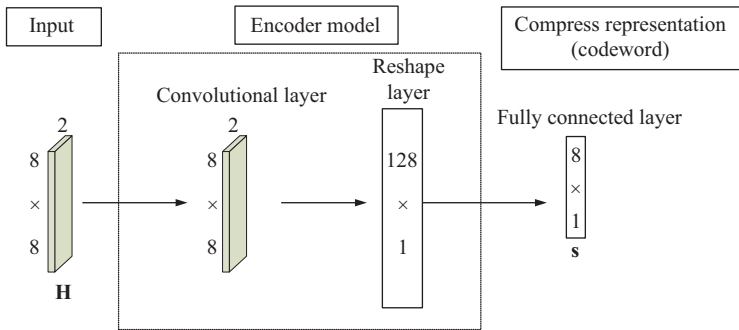 Input
Encoder model
Compress representation
(codeword)
Convolutional layer
Reshape
layer
Fully connected layer
2
8
×
8
H
2
8
×
8
128
×
1
8
×
1
s